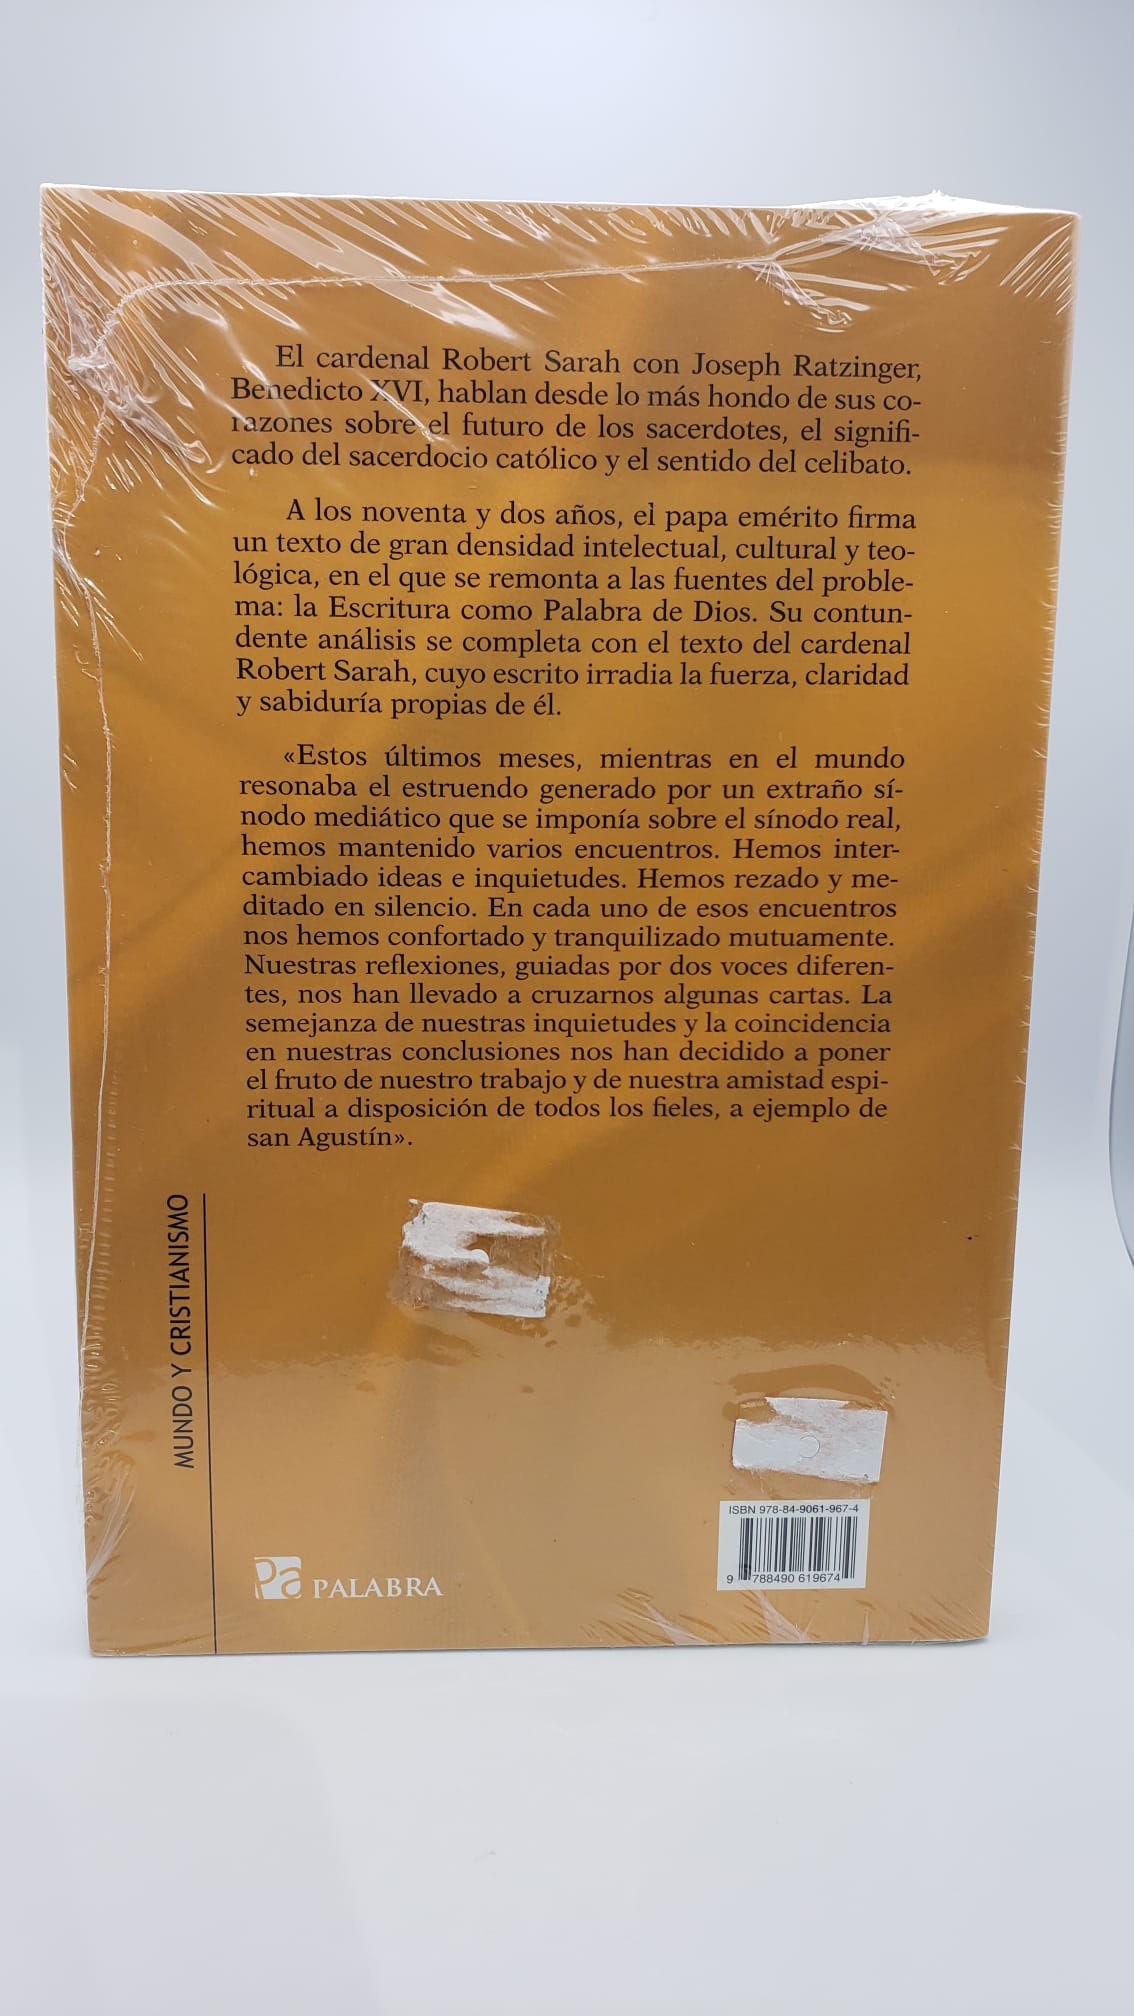 El cardenal Robert Sarah con Joseph Ratzinger,
Benedicto XVI, hablan desde lo más hondo de sus co-
razones sobre el futuro de los sacerdotes, el signifi-
cado del sacerdocio católico y el sentido del celibato.
A los noventa y dos años, el papa emérito firma
un texto de gran densidad intelectual, cultural y teo-
lógica, en el que se remonta a las fuentes del proble-
ma: la Escritura como Palabra de Dios. Su contun-
dente análisis se completa con el texto del cardenal
Robert Sarah, cuyo escrito irradia la fuerza, claridad
y sabiduría propias de él.
«Estos últimos meses, mientras en el mundo
resonaba el estruendo generado por un extraño sí-
nodo mediático que se imponía sobre el sínodo real,
hemos mantenido varios encuentros. Hemos inter-
cambiado ideas e inquietudes. Hemos rezado y me-
ditado en silencio. En cada uno de esos encuentros
nos hemos confortado y tranquilizado mutuamente.
Nuestras reflexiones, guiadas por dos voces diferen-
tes, nos han llevado a cruzarnos algunas cartas. La
semejanza de nuestras inquietudes y la coincidencia
en nuestras conclusiones nos han decidido a poner
el fruto de nuestro trabajo y de nuestra amistad espi-
ritual a disposición de todos los fieles, a ejemplo de
san Agustín».
MUNDO Y CRISTIANISMO
Pa PALABRA
ISBN 978-84-9061-967-4
9 788490 619674